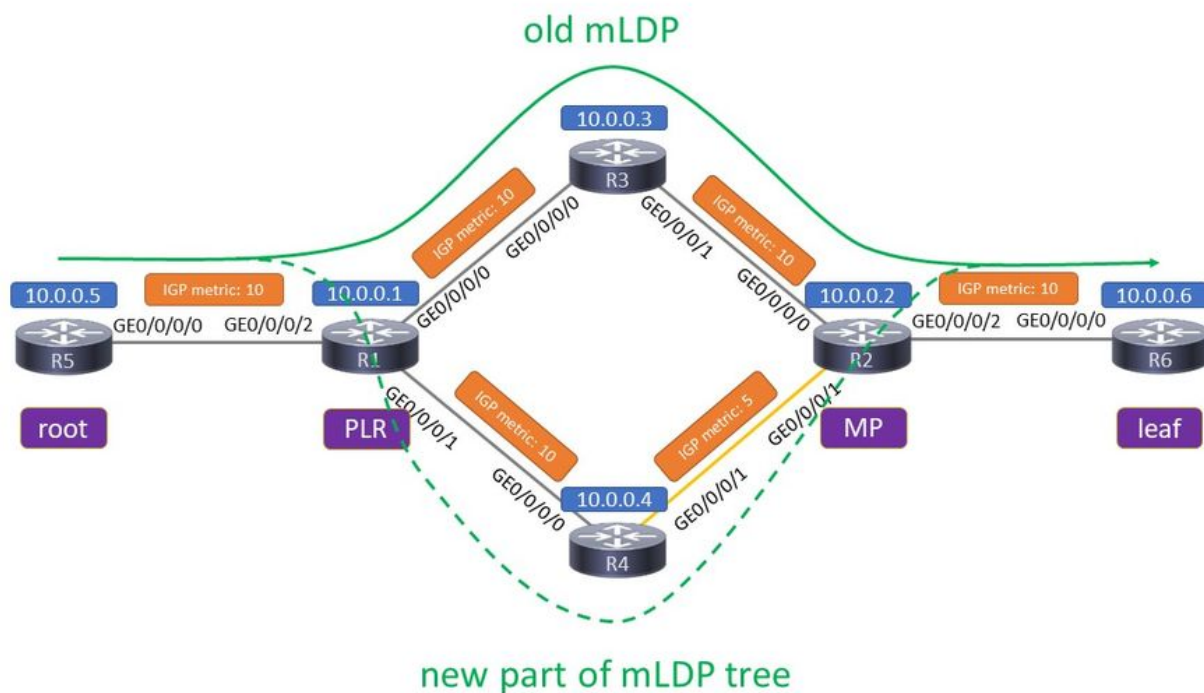 old mLDP
10.0.0.3
R3
IGP metric: 10
GE0/0/0/0
GE0/0/0/1
IGP metric: 10
10.0.0.5
IGP metric: 10
10.0.0.1
GE0/0/0/0
GE0/0/0/0
10.0.0.2
IGP metric: 10
10.0.0.6
GE0/0/0/0
GE0/0/0/2
GE0/0/0/2
GE0/0/0/0
R5
R1
R2
R6
root
PLR
GE0/0/0/1
IGP metric: 10
IGP metric: 5
GE0/0/0/1
MP
leaf
GE0/0/0/0
10.0.0.4
GE0/0/0/1
R4
new part of mLDP tree